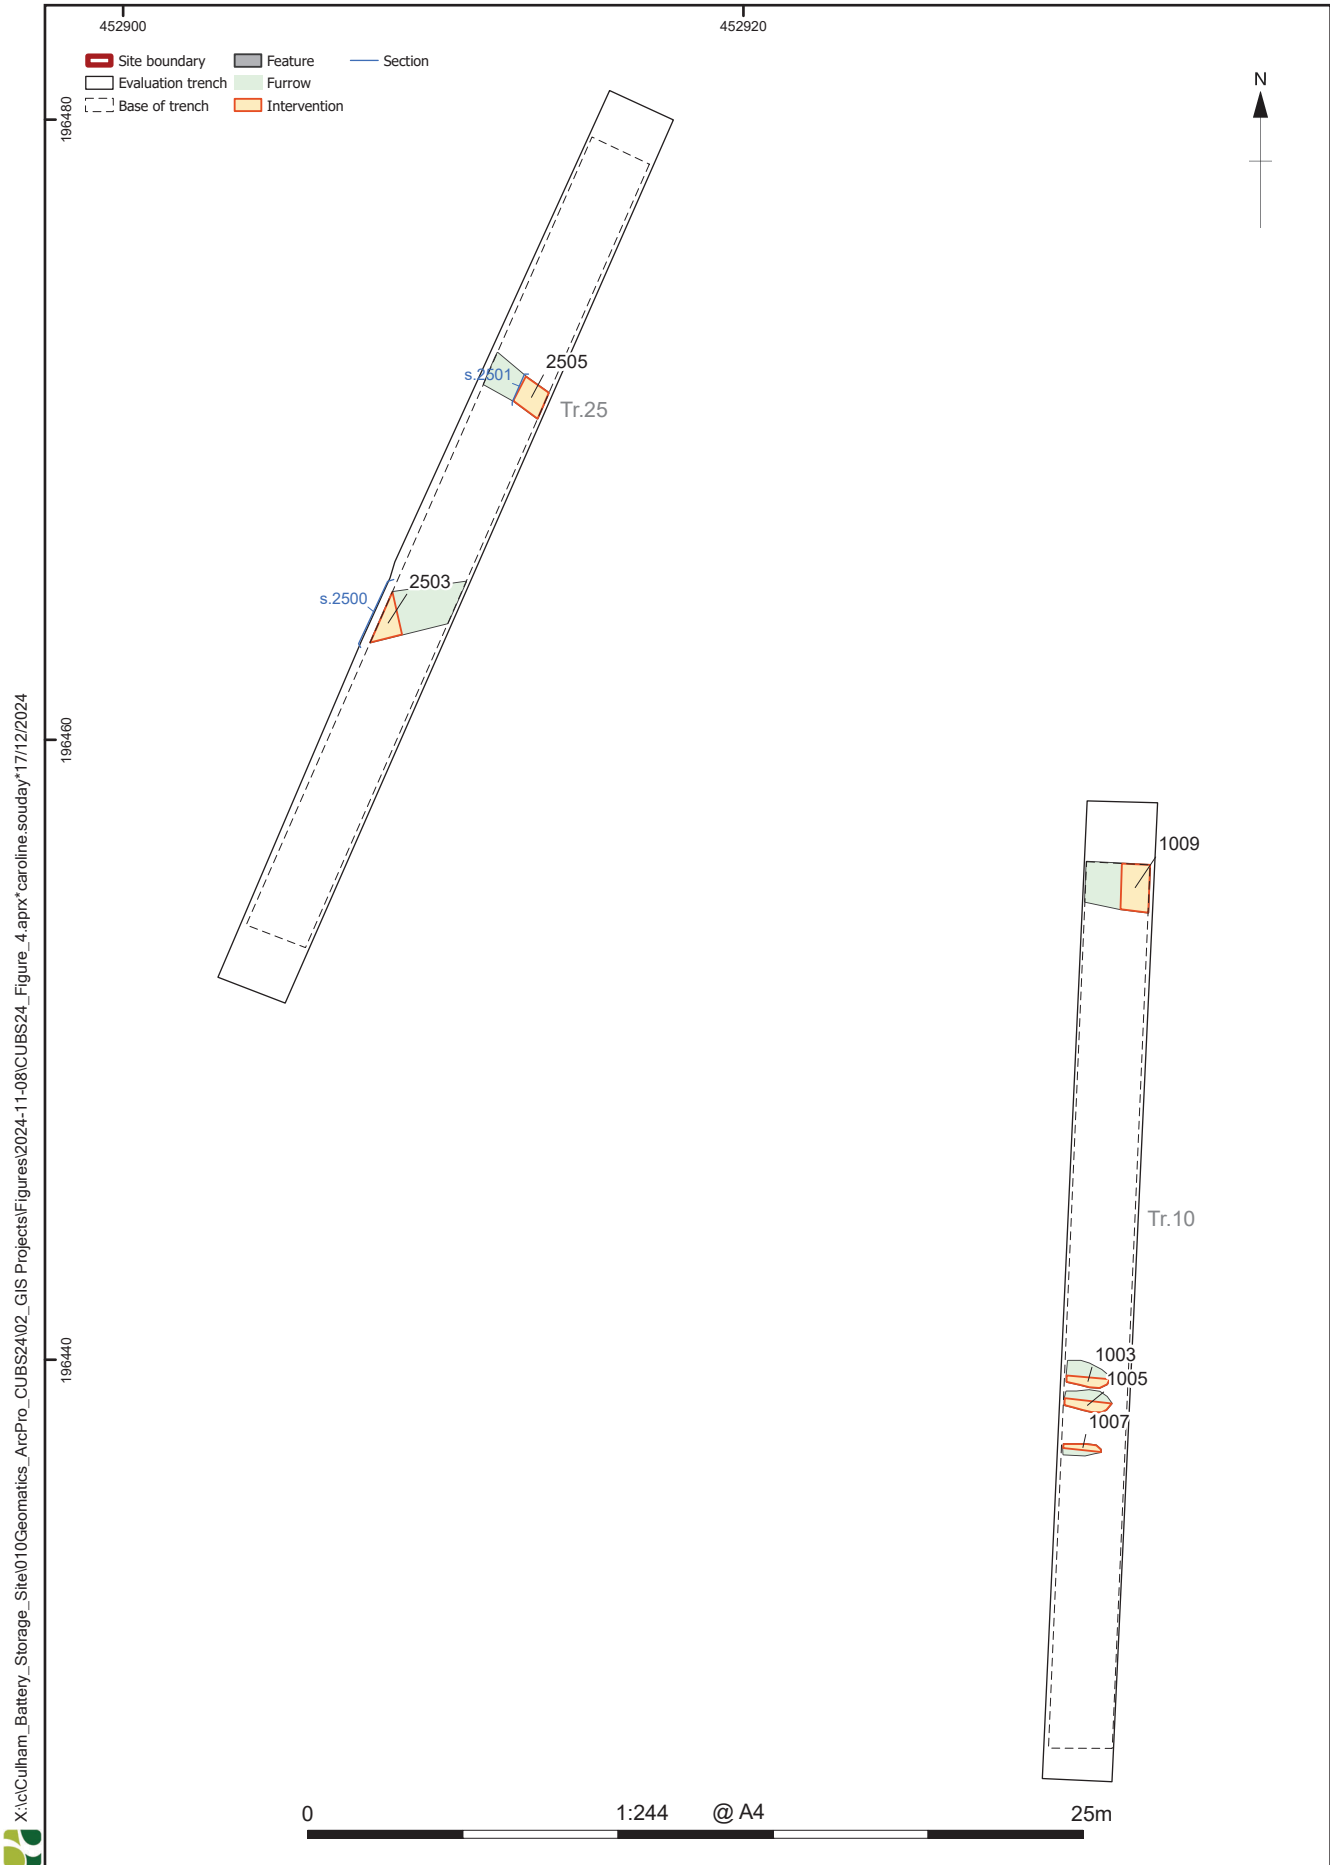 452900
452920
Site boundary
Feature
Section
Evaluation trench
Furrow
Base of trench
Intervention
N
196480
2505
s.2501
Tr.25
2503
s.2500
196460
1009
Tr.10
196440
1003
1005
1007
0
1:244
@ A4
25m
X:\c\Culham_Battery_Storage_Site\010Geomatics_ArcPro_CUBS24\02_GIS Projects\Figures\2024-11-08\CUBS24_Figure_4.aprx*caroline.souday*17/12/2024